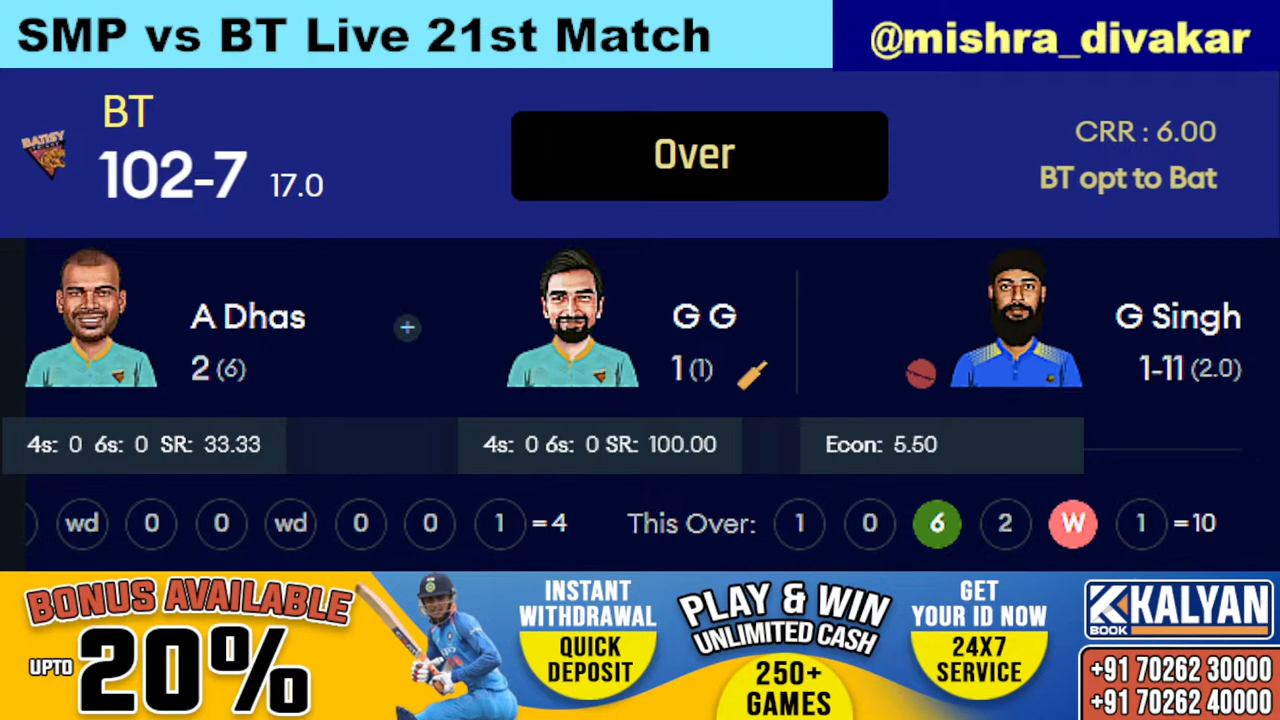 SMP vs BT Live 21st Match
@mishra_divakar
BT
102-7 17.0
Over
CRR : 6.00
BT opt to Bat
BATISY
A Dhas
2 (6)
+
G G
1 (1)
G Singh
1-11 (2.0)
4s: 0 6s: 0 SR: 33.33
4s: 0 6s: 0 SR: 100.00
Econ: 5.50
wd 0 0 wd 0 0 1 = 4
This Over: 1 0 6 2 W 1 = 10
BONUS AVAILABLE
UPTO 20%
INSTANT
WITHDRAWAL
QUICK
DEPOSIT
PLAY & WIN
UNLIMITED CASH
250+
GAMES
GET
YOUR ID NOW
24X7
SERVICE
K KALYAN
BOOK
+91 70262 30000
+91 70262 40000